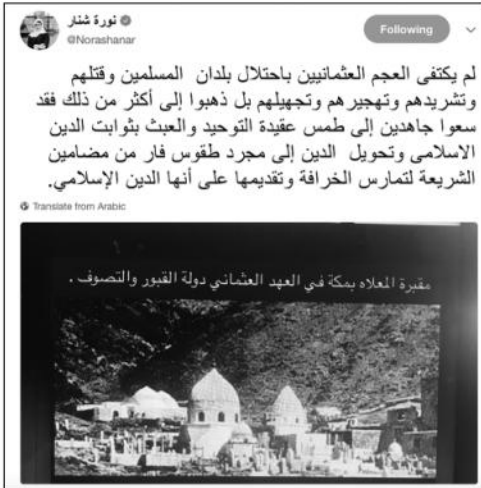 نورة شنار
@Norashanar
Following
لم يكتفى العجم العثمانيين باحتلال بلدان المسلمين وقتلهم
وتشريدهم وتهجيرهم وتجهيلهم بل ذهبوا إلى أكثر من ذلك فقد
سعوا جاهدين إلى طمس عقيدة التوحيد والعبث بثوابت الدين
الاسلامى وتحويل الدين إلى مجرد طقوس فار من مضامين
الشريعة لتمارس الخرافة وتقديمها على أنها الدين الإسلامي.
Translate from Arabic
مقبرة المعلاه بمكة في العهد العثماني دولة القبور والتصوف .